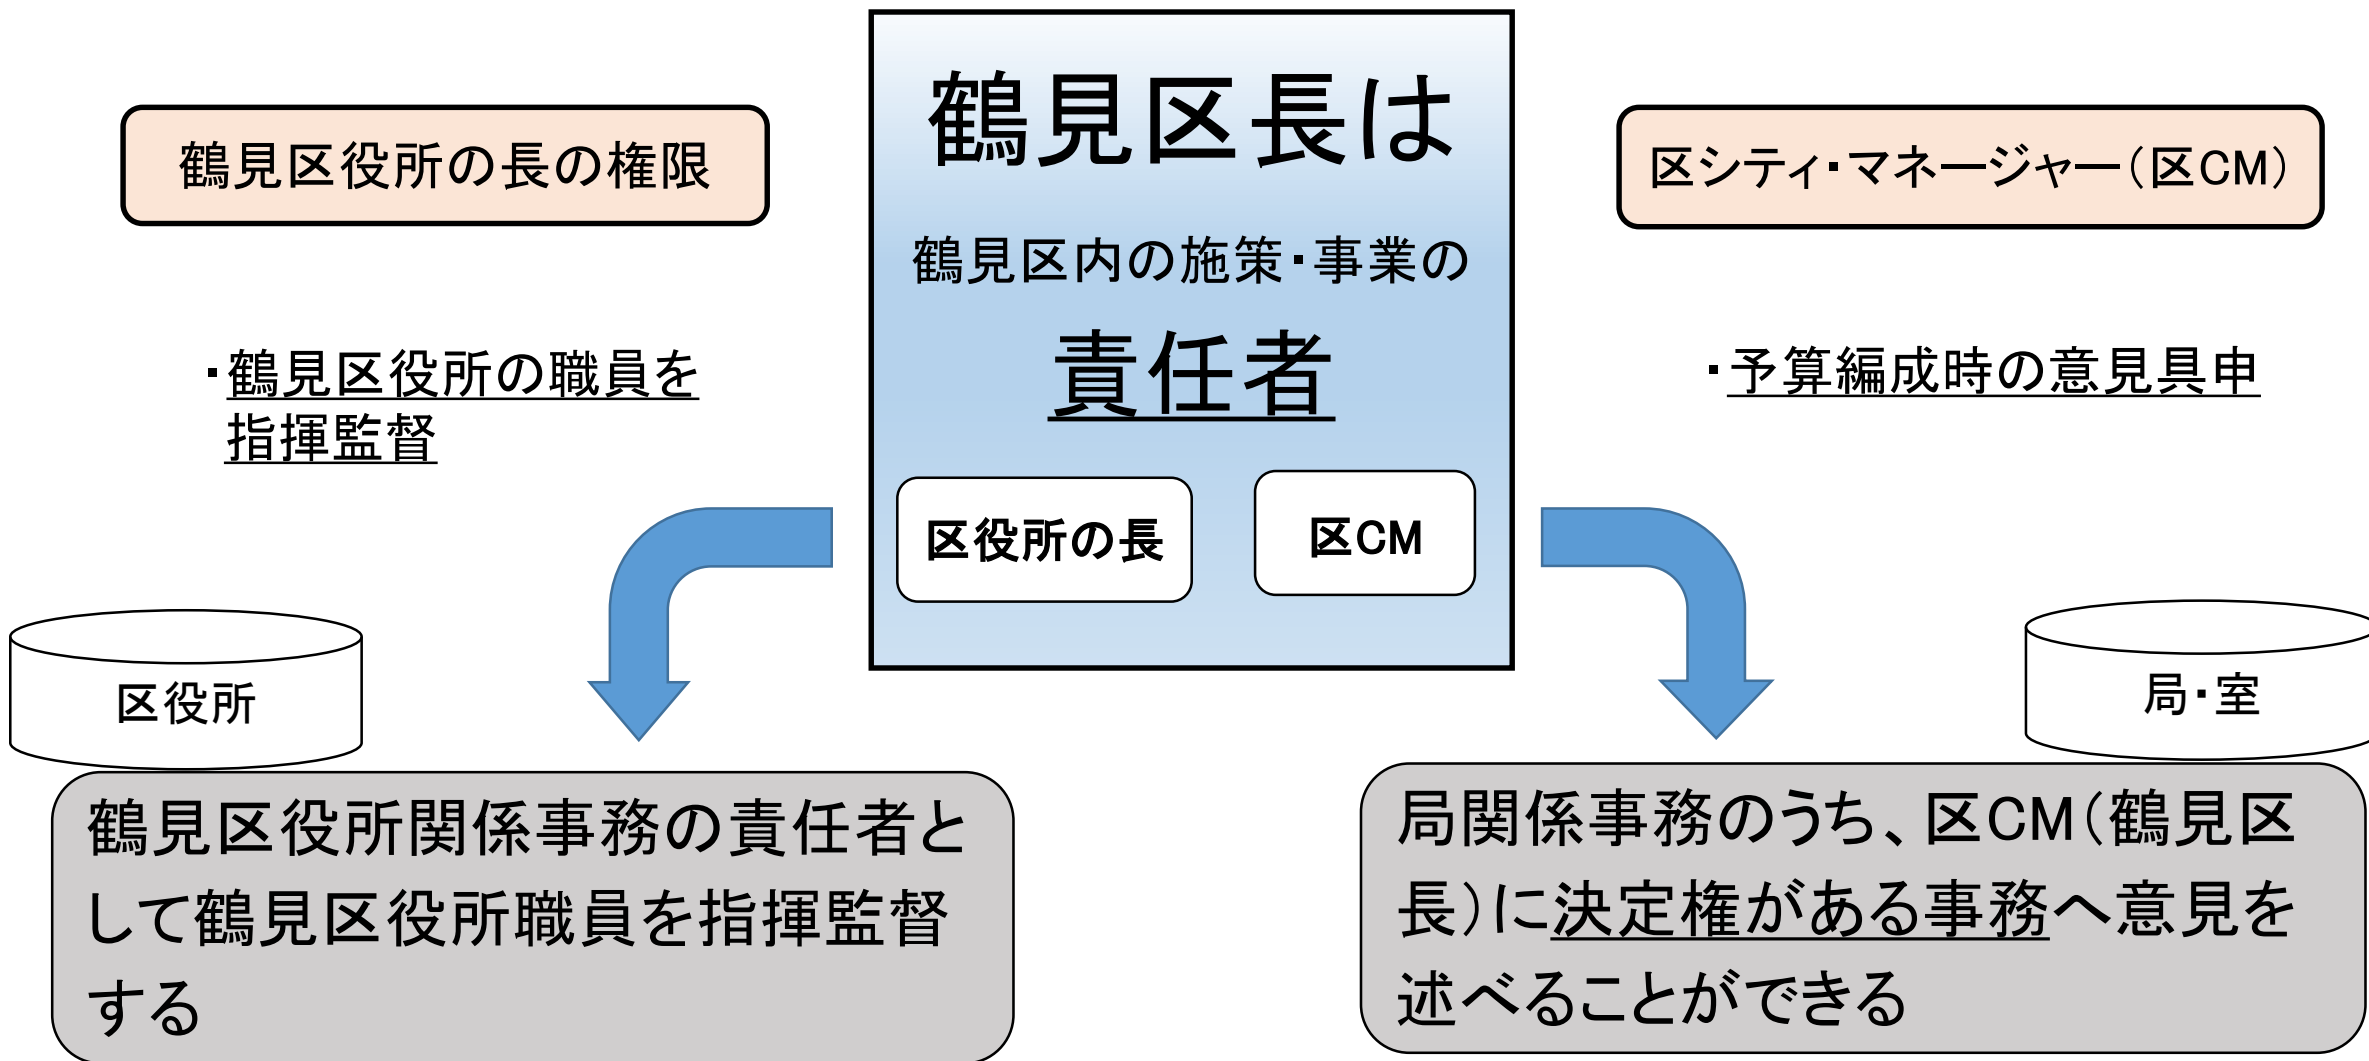 鶴見区長は
鶴見区内の施策・事業の
責任者
区役所の長
区CM
鶴見区役所の長の権限
・鶴見区役所の職員を
指揮監督
区役所
鶴見区役所関係事務の責任者と
して鶴見区役所職員を指揮監督
する
区シティ・マネージャー(区CM)
・予算編成時の意見具申
局・室
局関係事務のうち、区CM(鶴見区
長)に決定権がある事務へ意見を
述べることができる